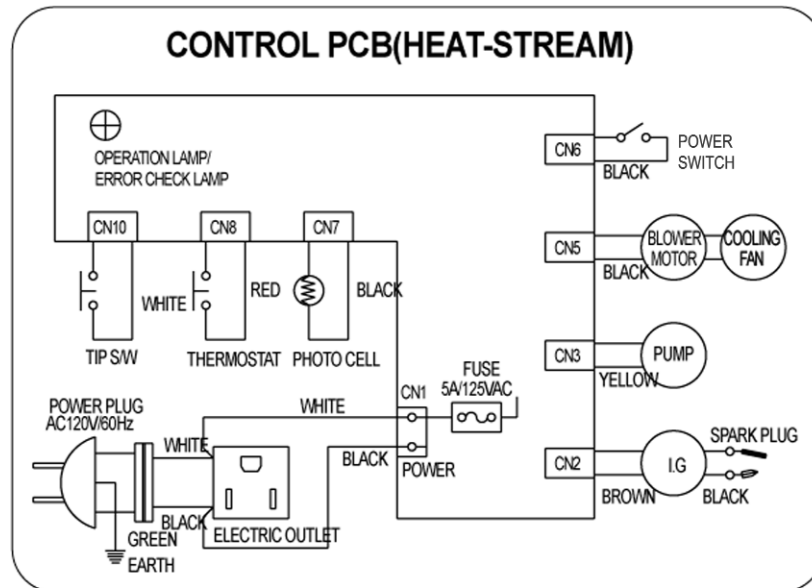 CONTROL PCB(HEAT-STREAM)
OPERATION LAMP/
ERROR CHECK LAMP
CN10
CN8
CN7
CN6
POWER
SWITCH
BLACK
CN5
BLOWER
MOTOR
COOLING
FAN
BLACK
WHITE
RED
BLACK
TIP S/W
THERMOSTAT
PHOTO CELL
CN3
PUMP
YELLOW
FUSE
5A/125VAC
CN1
WHITE
BLACK
POWER
POWER PLUG
AC120V/60Hz
WHITE
BLACK
GREEN
EARTH
ELECTRIC OUTLET
CN2
I.G
SPARK PLUG
BROWN
BLACK